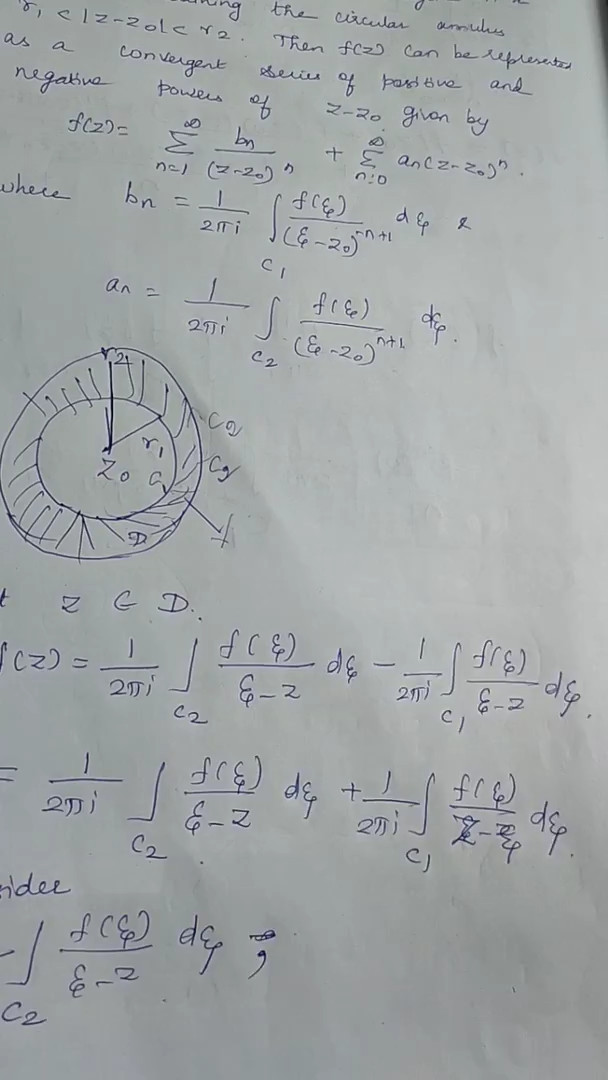 the circular annulus
r₁ < |z-z₀| < r₂. Then f(z) can be represented
as a convergent series of positive and
negative powers of z-z₀ given by
f(z) = ∞∑n=1 bₙ/(z-z₀)ⁿ + ∞∑n=0 aₙ(z-z₀)ⁿ.
where bₙ = 1/2πi ∫C₁ f(ξ)/(ξ-z₀)⁻ⁿ⁺¹ dξ &
aₙ = 1/2πi ∫C₂ f(ξ)/(ξ-z₀)ⁿ⁺¹ dξ.
r₂
C₂
r₁
C₂
z₀
C₁
D
z ∈ D.
f(z) = 1/2πi ∫C₂ f(ξ)/ξ-z dξ - 1/2πi ∫C₁ f(ξ)/ξ-z dξ.
= 1/2πi ∫C₂ f(ξ)/ξ-z dξ + 1/2πi ∫C₁ f(ξ)/z-ξ dξ.
∫C₂ f(ξ)/ξ-z dξ ;